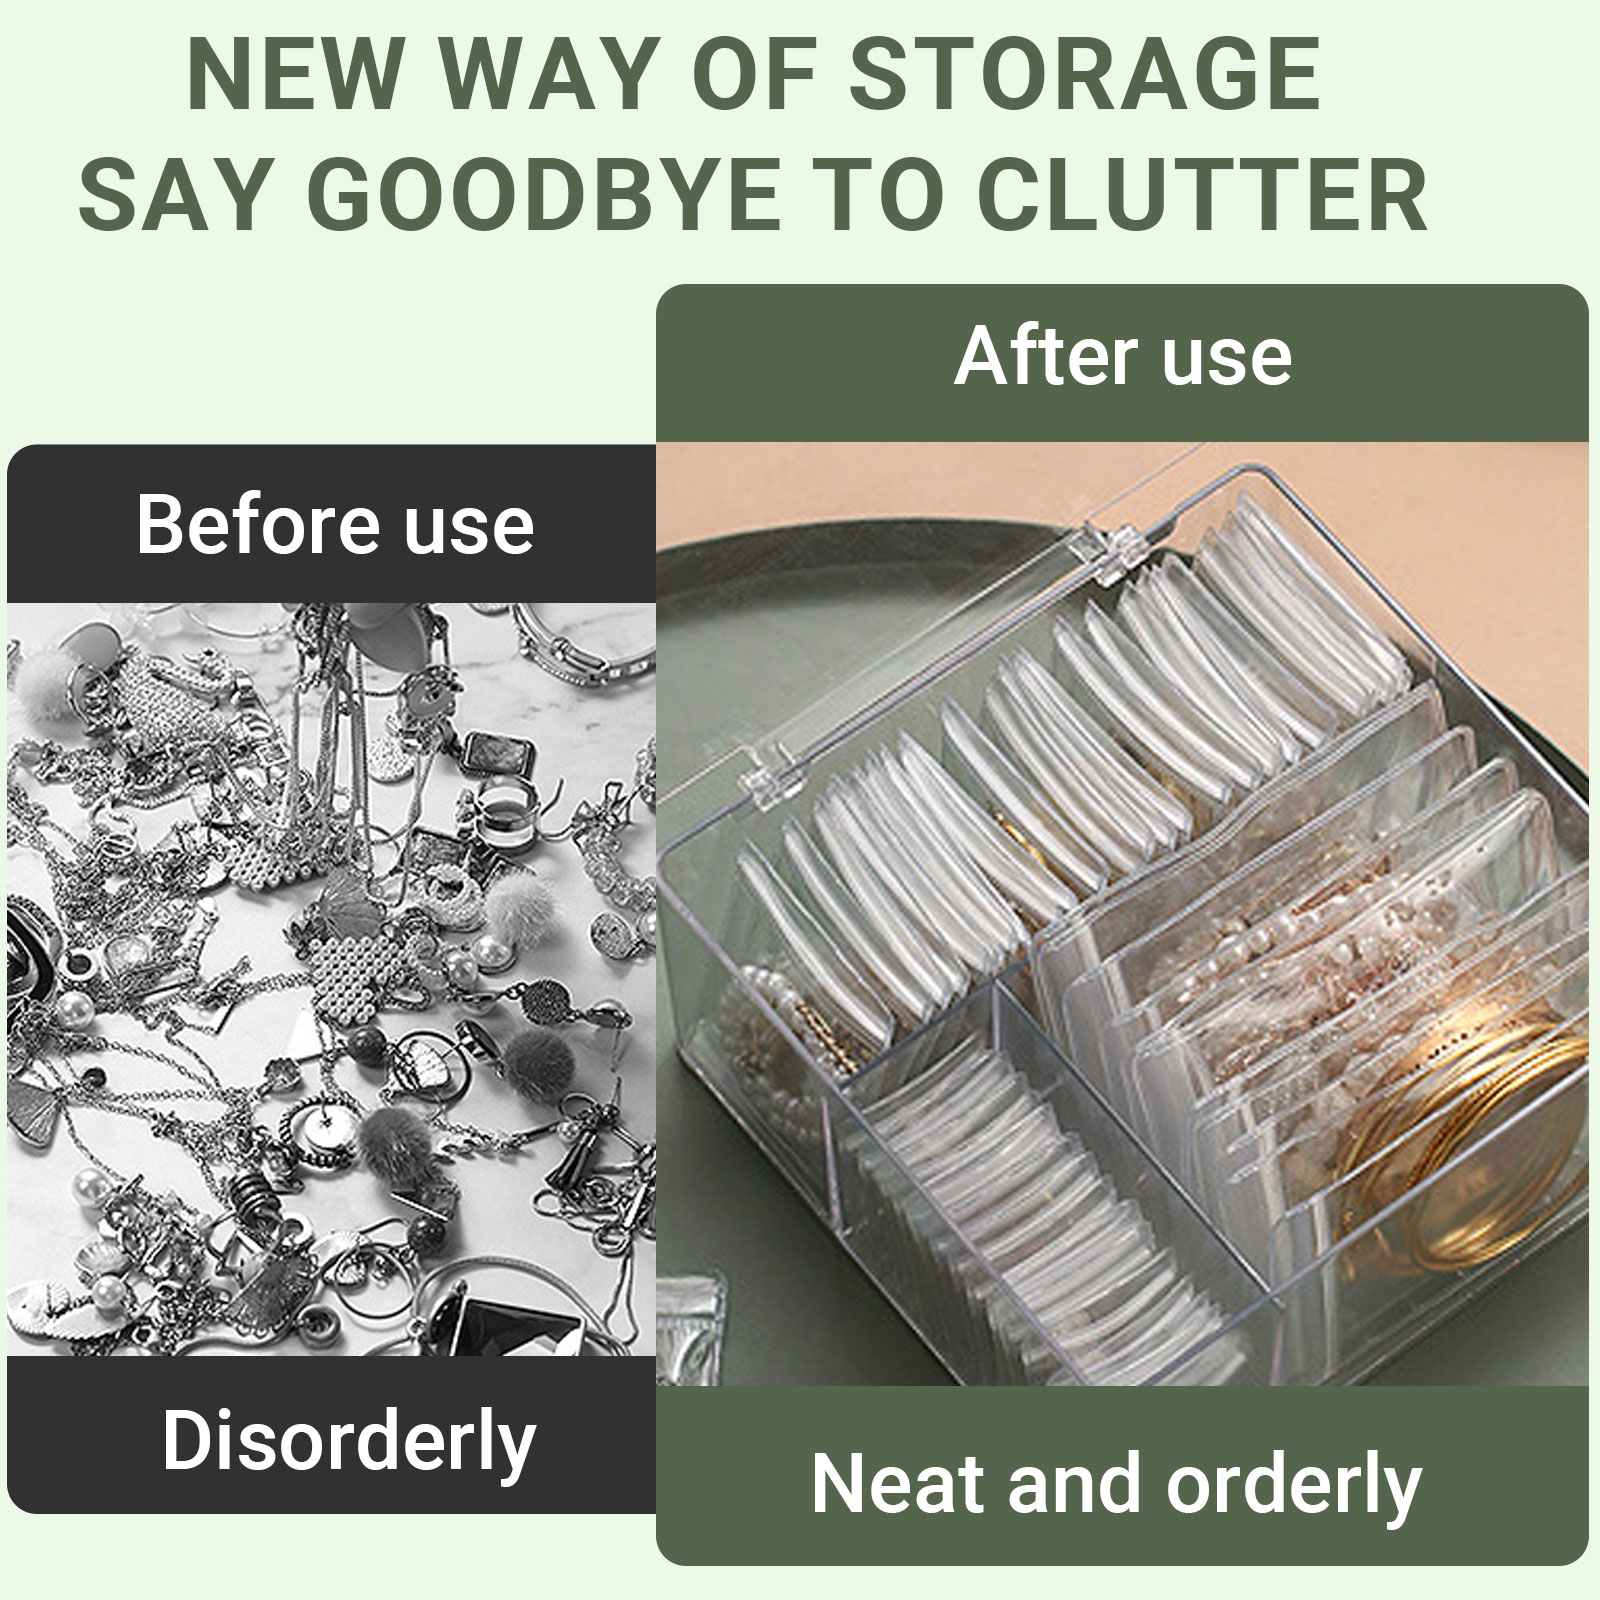 NEW WAY OF STORAGE
SAY GOODBYE TO CLUTTER
Before use
Disorderly
After use
Neat and orderly